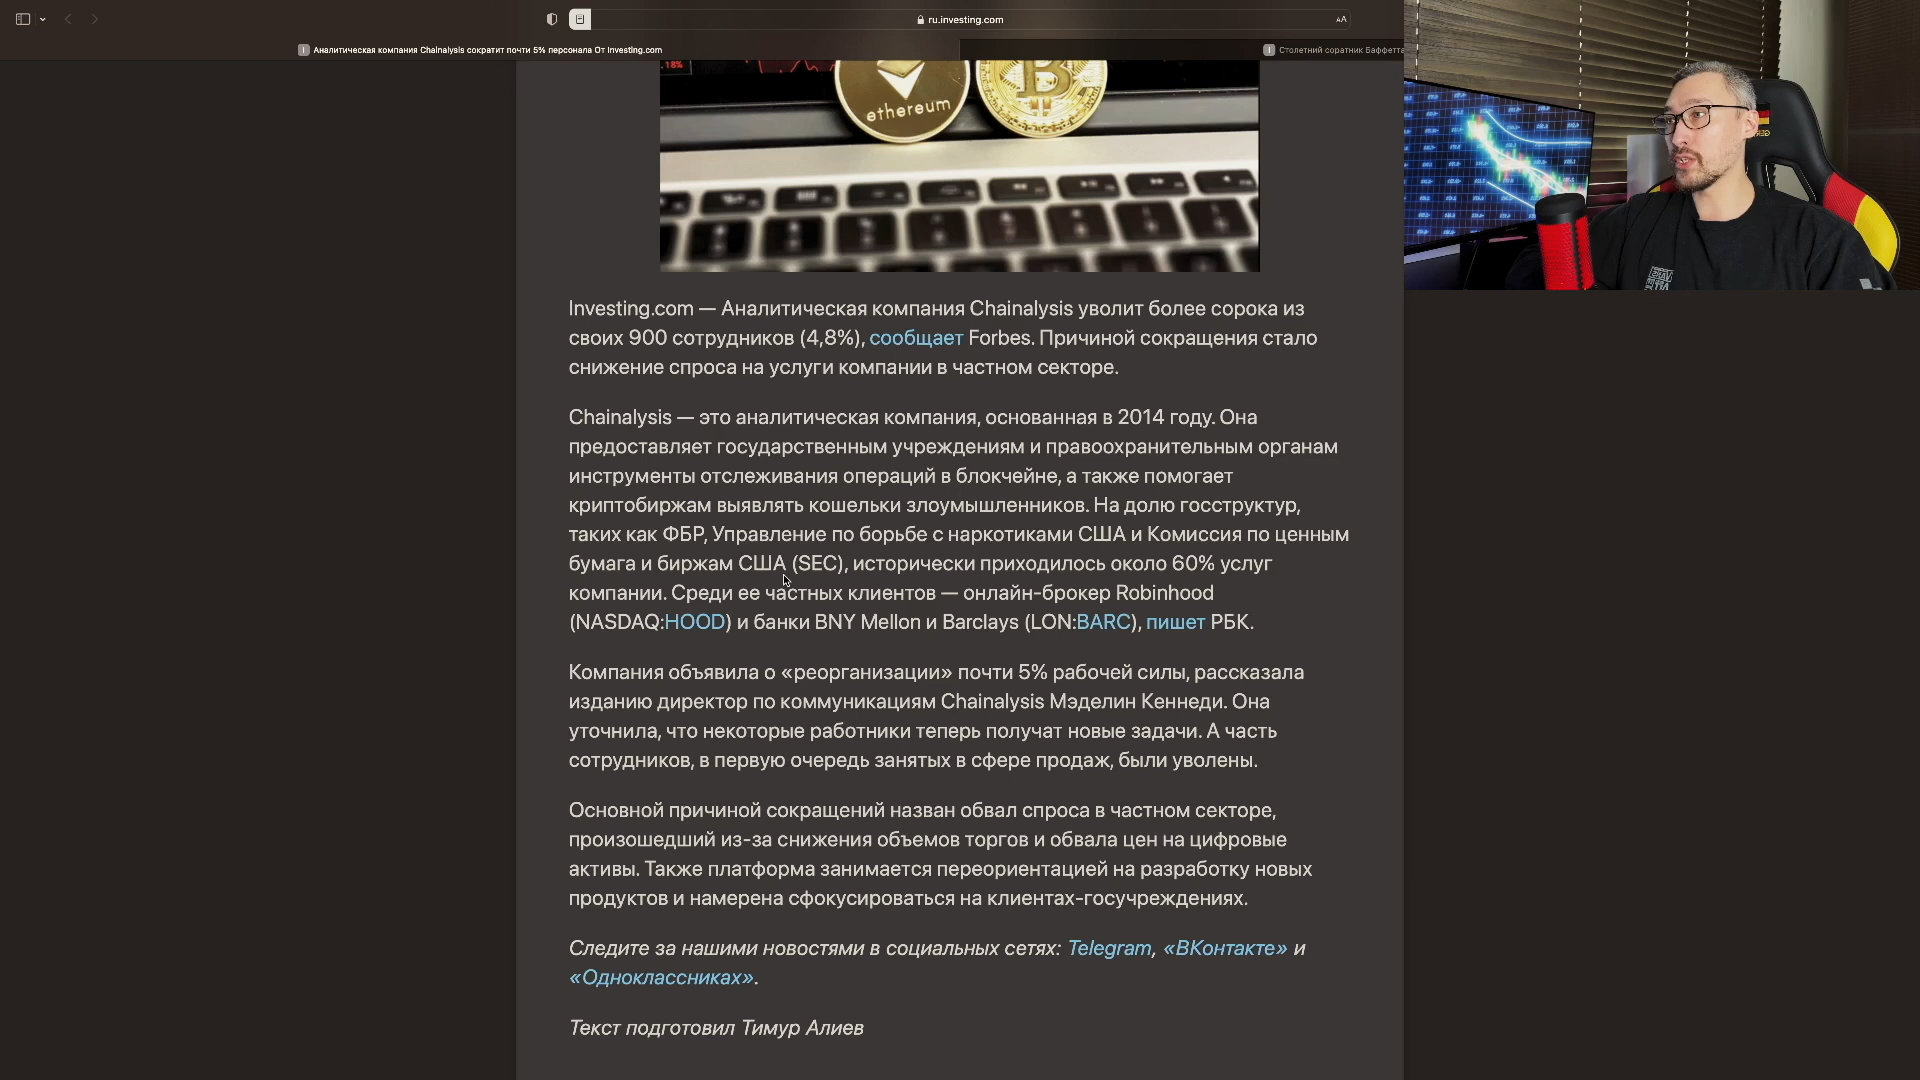 ru.investing.com
Аналитическая компания Chainalysis сократит почти 5% персонала От Investing.com
Столетний соратник Баффетта
.18%
ethereum
Investing.com — Аналитическая компания Chainalysis уволит более сорока из
своих 900 сотрудников (4,8%), сообщает Forbes. Причиной сокращения стало
снижение спроса на услуги компании в частном секторе.
Chainalysis — это аналитическая компания, основанная в 2014 году. Она
предоставляет государственным учреждениям и правоохранительным органам
инструменты отслеживания операций в блокчейне, а также помогает
криптобиржам выявлять кошельки злоумышленников. На долю госструктур,
таких как ФБР, Управление по борьбе с наркотиками США и Комиссия по ценным
бумага и биржам США (SEC), исторически приходилось около 60% услуг
компании. Среди ее частных клиентов — онлайн-брокер Robinhood
(NASDAQ:HOOD) и банки BNY Mellon и Barclays (LON:BARC), пишет РБК.
Компания объявила о «реорганизации» почти 5% рабочей силы, рассказала
изданию директор по коммуникациям Chainalysis Мэделин Кеннеди. Она
уточнила, что некоторые работники теперь получат новые задачи. А часть
сотрудников, в первую очередь занятых в сфере продаж, были уволены.
Основной причиной сокращений назван обвал спроса в частном секторе,
произошедший из-за снижения объемов торгов и обвала цен на цифровые
активы. Также платформа занимается переориентацией на разработку новых
продуктов и намерена сфокусироваться на клиентах-госучреждениях.
Следите за нашими новостями в социальных сетях: Telegram, «ВКонтакте» и
«Одноклассниках».
Текст подготовил Тимур Алиев